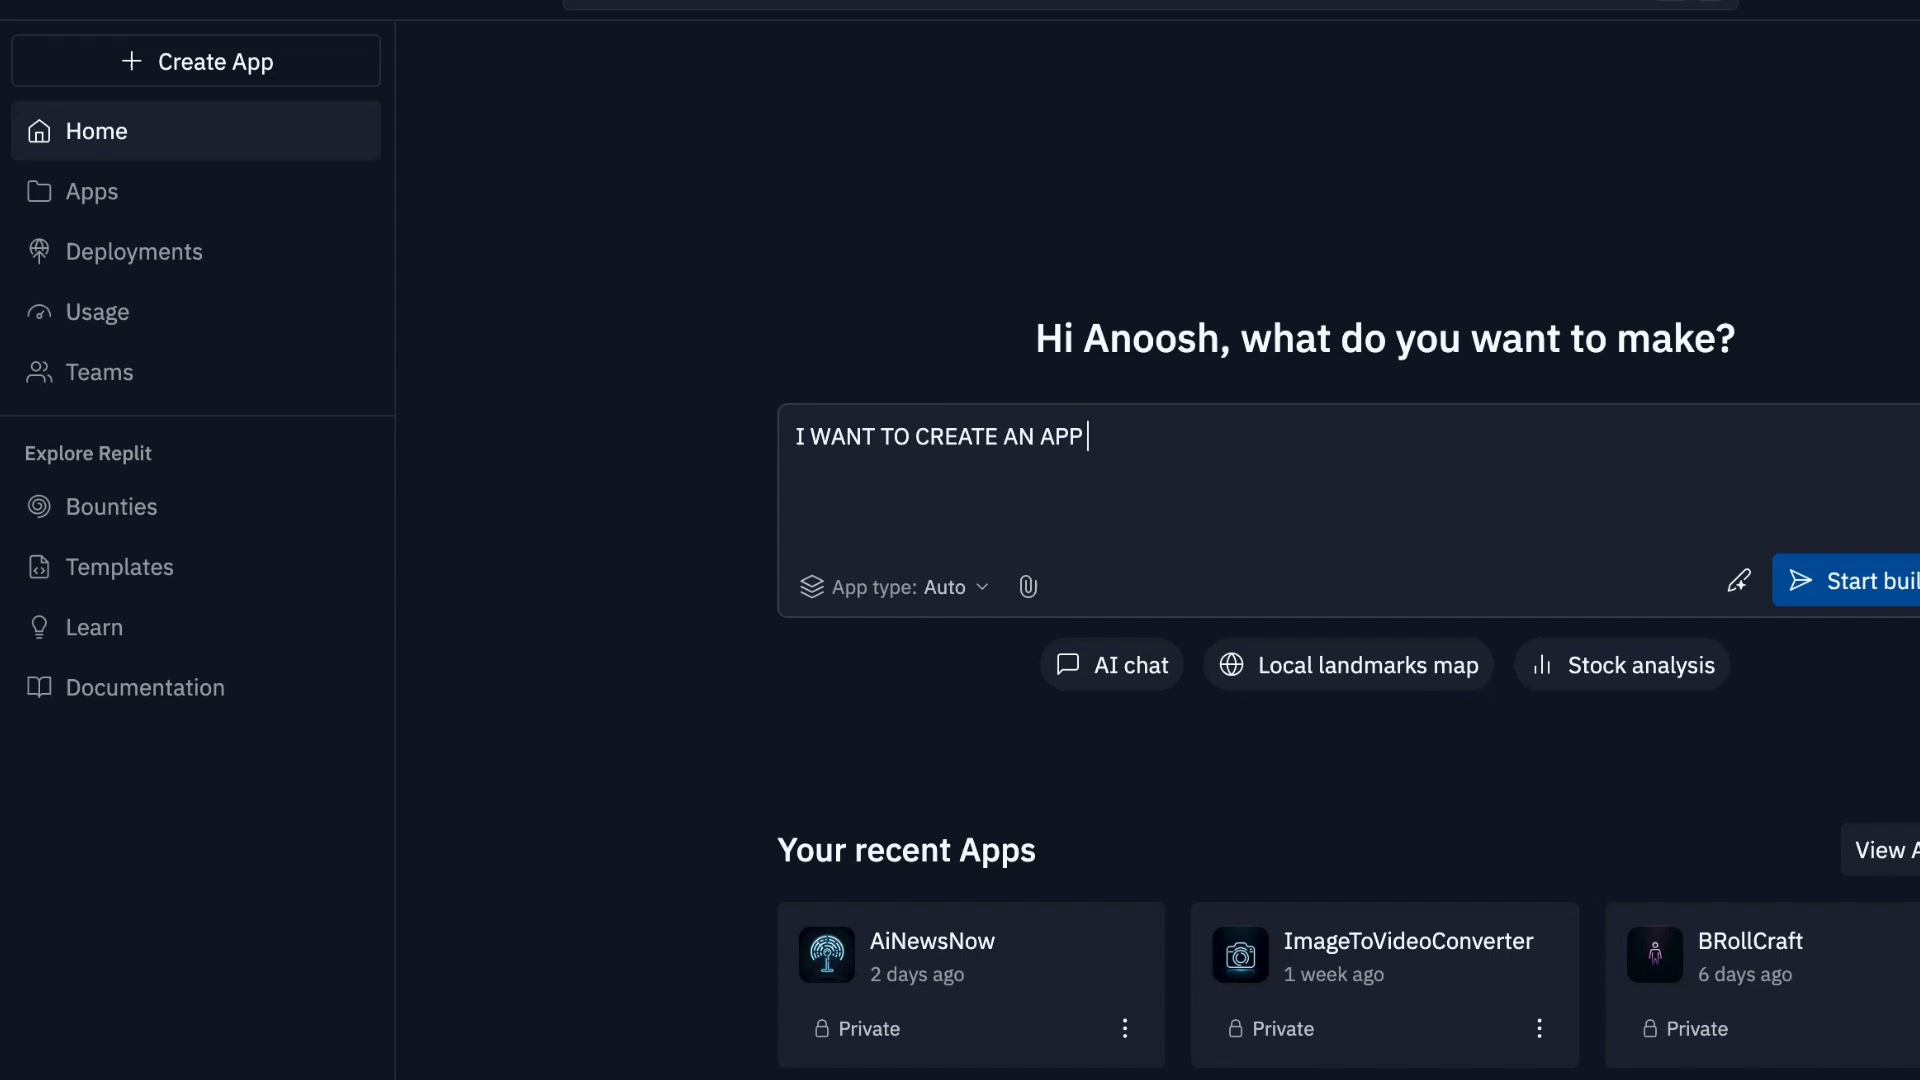 Create App
Home
Apps
Deployments
Usage
Teams
Explore Replit
Bounties
Templates
Learn
Documentation
Hi Anoosh, what do you want to make?
I WANT TO CREATE AN APP
App type: Auto
Start buil
AI chat
Local landmarks map
Stock analysis
Your recent Apps
View A
AiNewsNow
2 days ago
Private
ImageToVideoConverter
1 week ago
Private
BRollCraft
6 days ago
Private